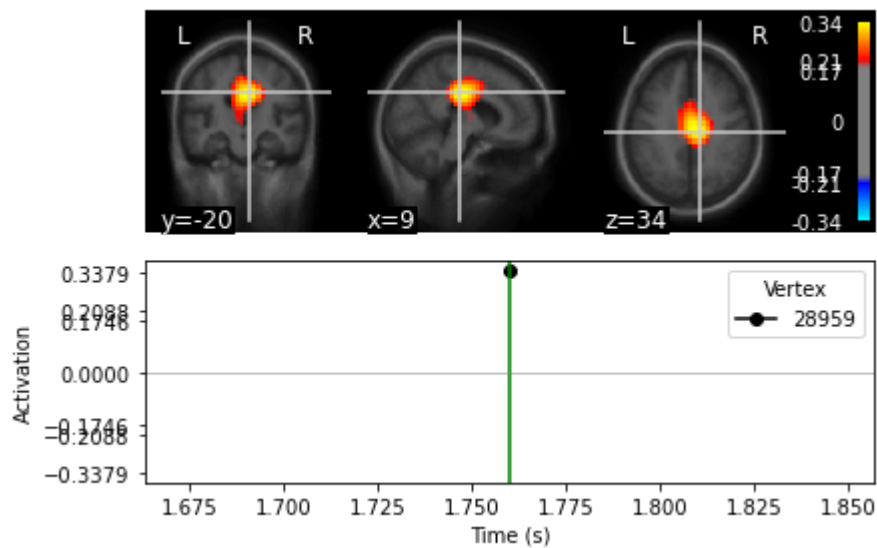 L R
y=-20
x=9
L R
z=34
0.34
0.21
0.17
0
-0.17
-0.21
-0.34
Activation
0.3379
0.2088
0.1746
0.0000
−0.1746
−0.2088
−0.3379
Vertex
28959
1.675 1.700 1.725 1.750 1.775 1.800 1.825 1.850
Time (s)